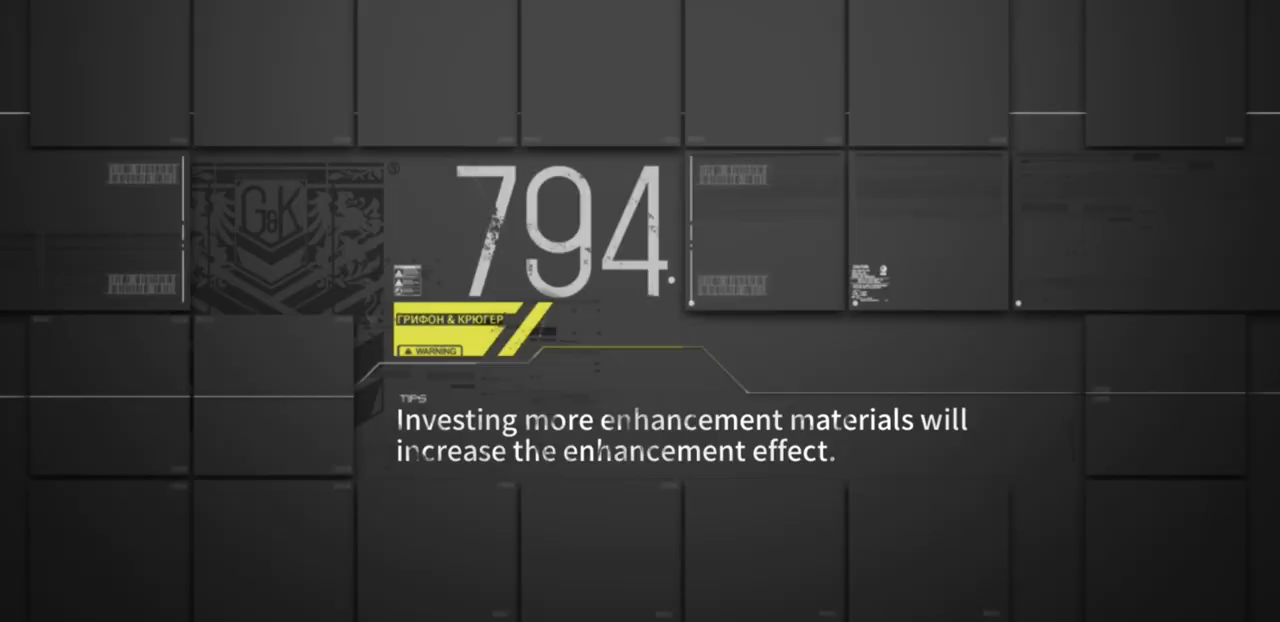 G&K
794.
ГРИФОН & КРЮГЕР
WARNING
TIPS
Investing more enhancement materials will
increase the enhancement effect.